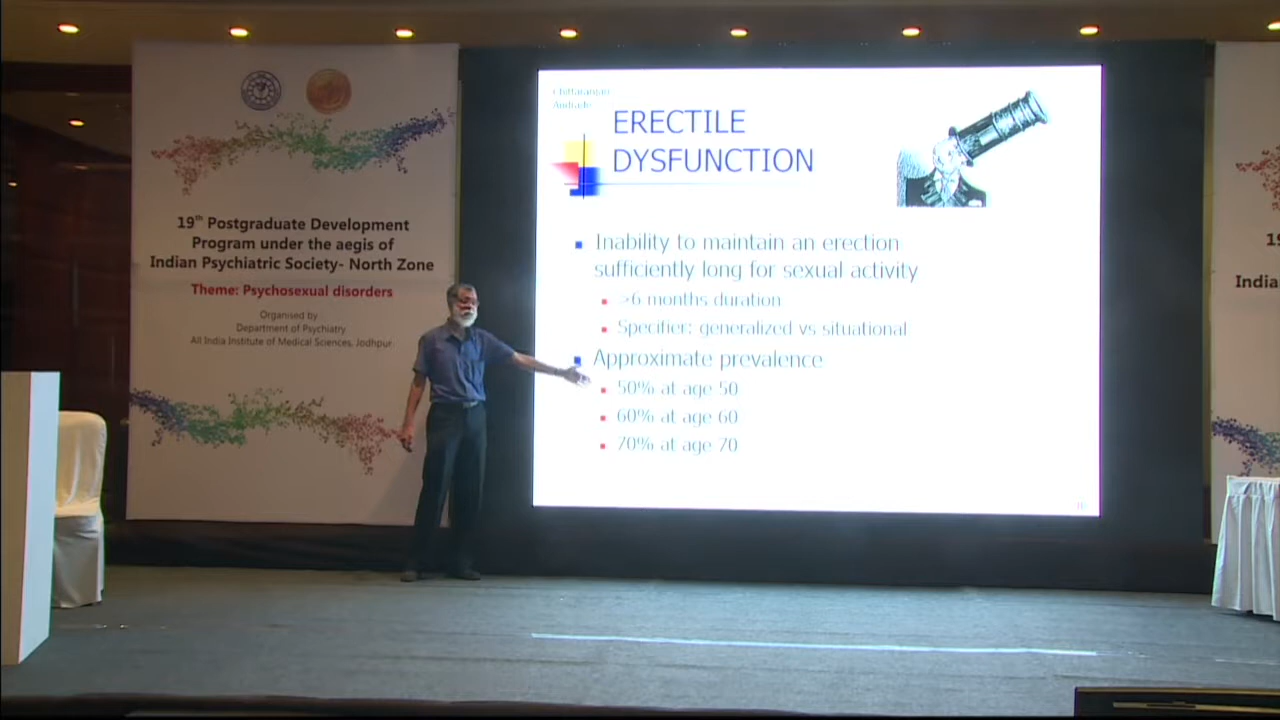 19th Postgraduate Development
Program under the aegis of
Indian Psychiatric Society- North Zone
Theme: Psychosexual disorders
Organised by
Department of Psychiatry
All India Institute of Medical Sciences, Jodhpur
Chittaranjan
Andrade
ERECTILE
DYSFUNCTION
Inability to maintain an erection
sufficiently long for sexual activity
>6 months duration
Specifier: generalized vs situational
Approximate prevalence
50% at age 50
60% at age 60
70% at age 70
19
India